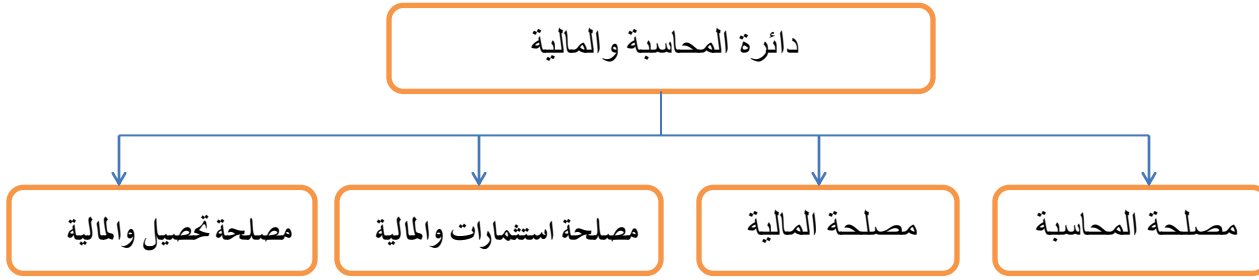 دائرة المحاسبة والمالية
مصلحة المحاسبة
مصلحة المالية
مصلحة استثمارات والمالية
مصلحة تحصيل والمالية